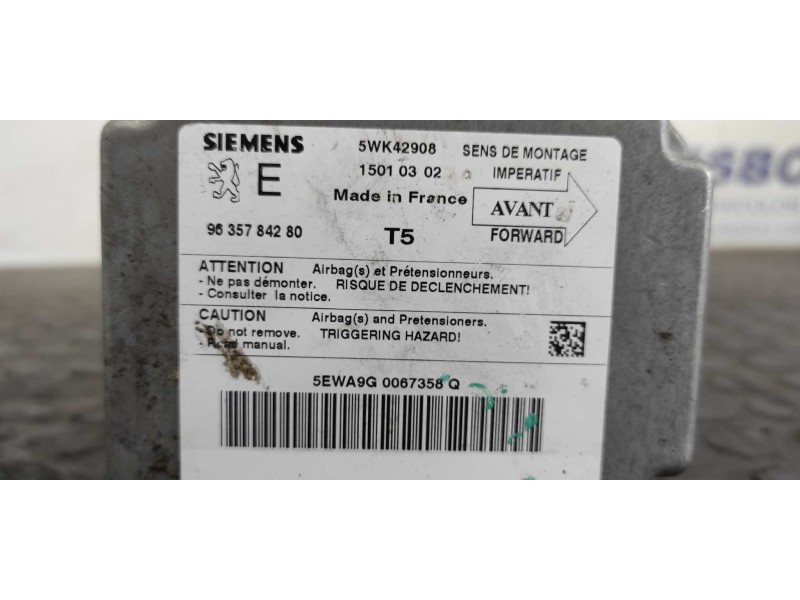 SIEMENS 5WK42908 SENS DE MONTAGE
E 1501 03 02 IMPERATIF
Made in France AVANT
96 357 842 80 T5 FORWARD
ATTENTION Airbag(s) et Prétensionneurs.
- Ne pas démonter. RISQUE DE DECLENCHEMENT!
- Consulter la notice.
CAUTION Airbag(s) and Pretensioners.
- Do not remove. TRIGGERING HAZARD!
- Read manual.
5EWA9G 0067358 Q